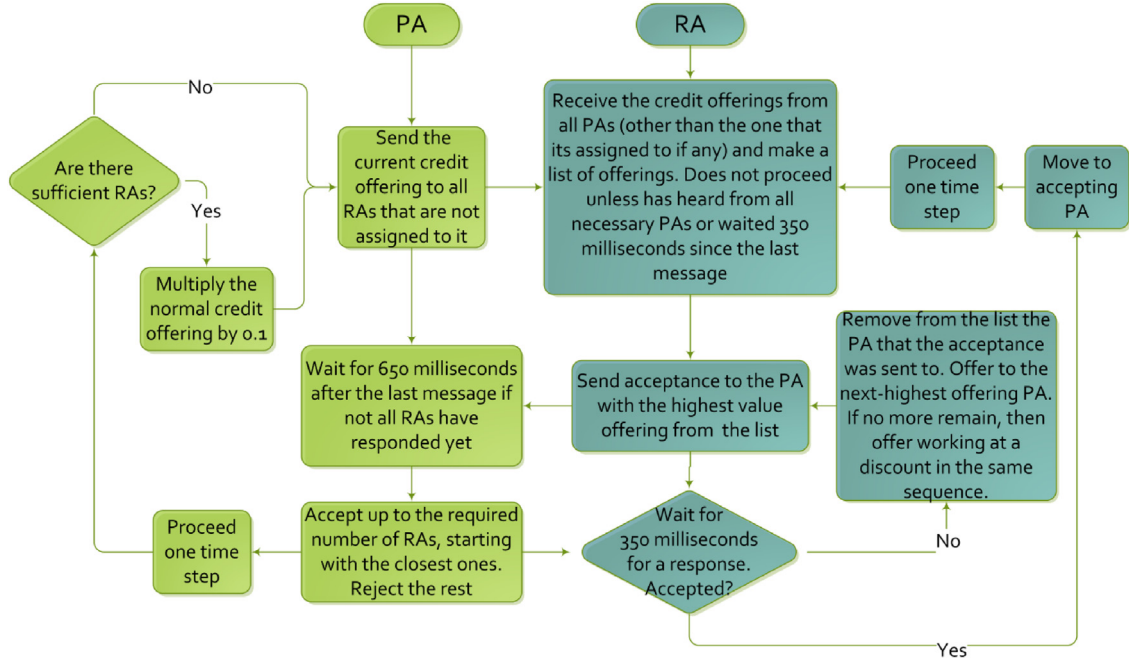 PA
RA
No
Are there
sufficient RAs?
Yes
Multiply the
normal credit
offering by 0.1
Send the
current credit
offering to all
RAs that are not
assigned to it
Receive the credit offerings from
all PAs (other than the one that
its assigned to if any) and make a
list of offerings. Does not proceed
unless has heard from all
necessary PAs or waited 350
milliseconds since the last
message
Proceed
one time
step
Move to
accepting
PA
Wait for 650 milliseconds
after the last message if
not all RAs have
responded yet
Send acceptance to the PA
with the highest value
offering from the list
Remove from the list the
PA that the acceptance
was sent to. Offer to the
next-highest offering PA.
If no more remain, then
offer working at a
discount in the same
sequence.
Proceed
one time
step
Accept up to the required
number of RAs, starting
with the closest ones.
Reject the rest
Wait for
350 milliseconds
for a response.
Accepted?
No
Yes